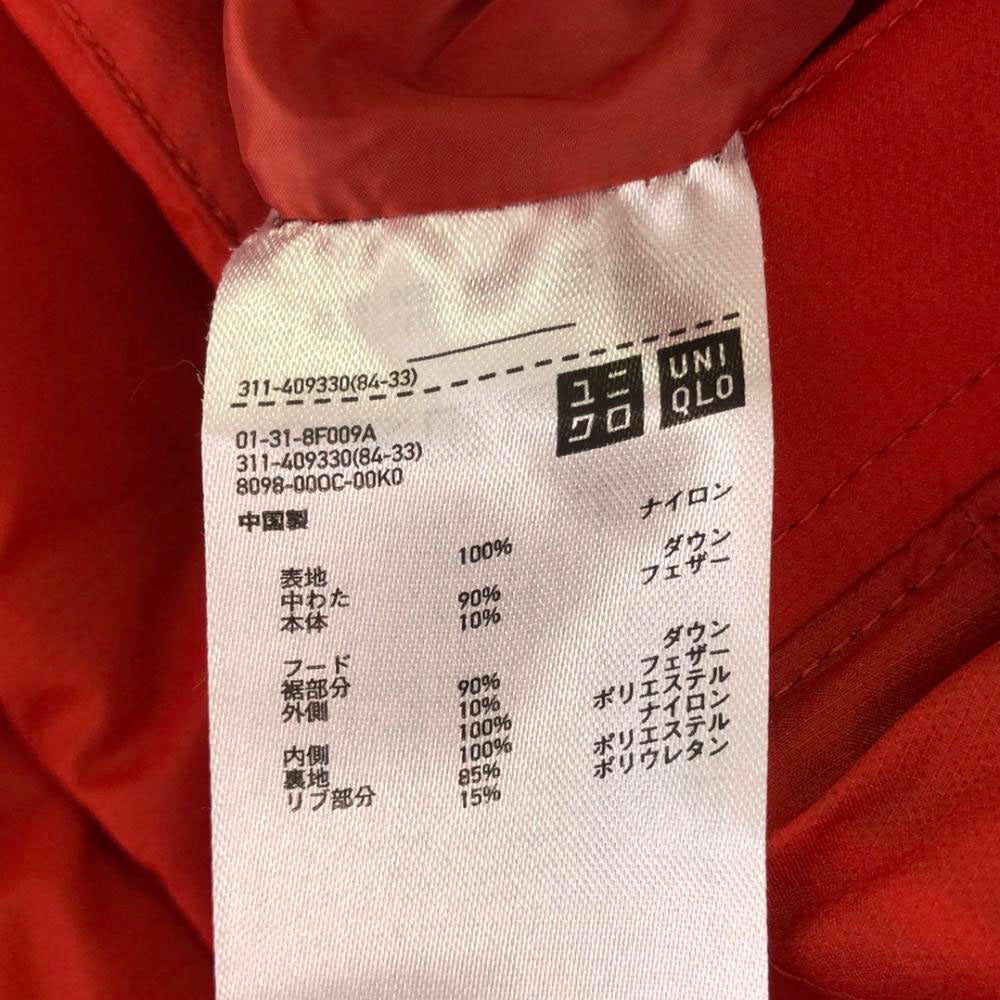 311-409330(84-33)
ユニクロ
UNIQLO
01-31-8F009A
311-409330(84-33)
8098-00QC-00K0
中国製
表地 100% ナイロン
中わた 90% ダウン
本体 10% フェザー
フード
裾部分 90% ダウン
外側 10% フェザー
100% ポリエステル
内側 100% ナイロン
裏地 85% ポリエステル
リブ部分 15% ポリウレタン